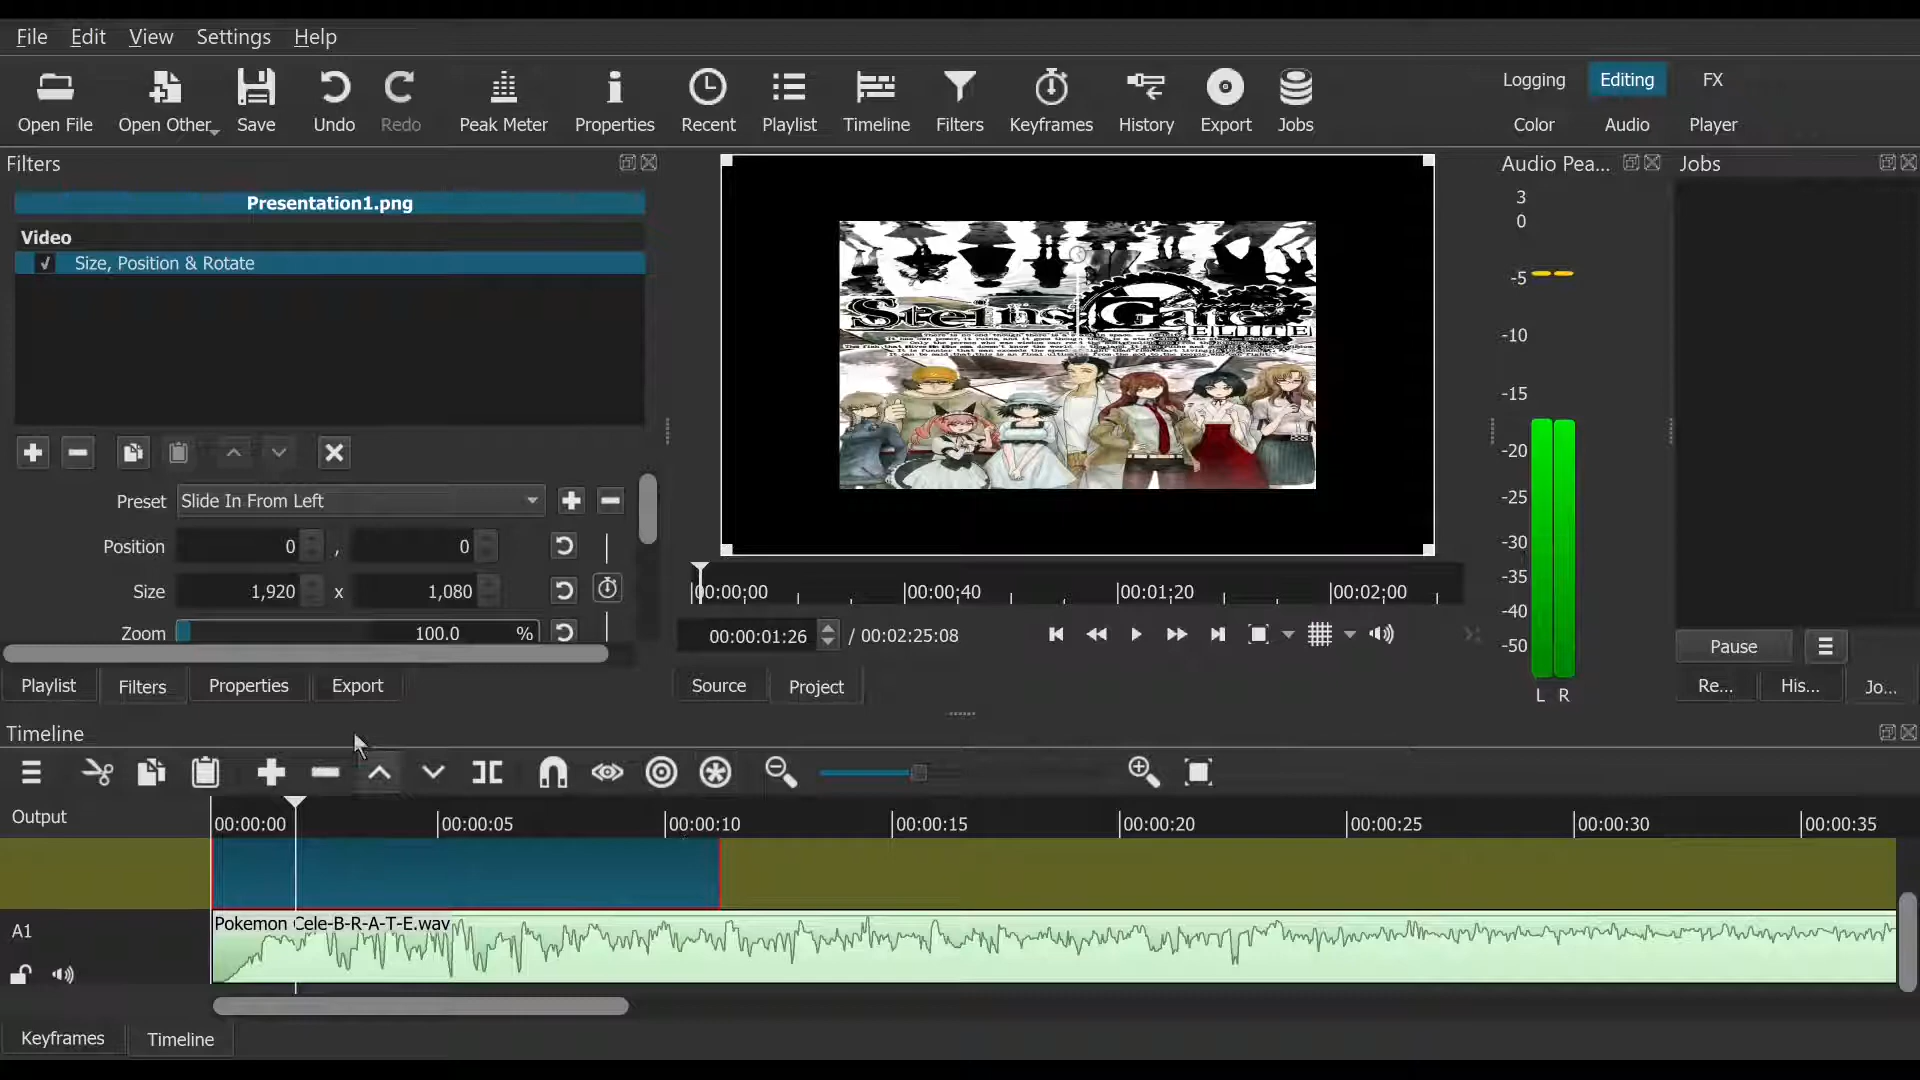 File Edit View Settings Help
Open File Open Other... Save Undo Redo Peak Meter Properties Recent Playlist Timeline Filters Keyframes History Export Jobs
Logging Editing FX
Color Audio Player
Filters
Presentation1.png
Video
Size, Position & Rotate
Preset Slide In From Left
Position 0 , 0
Size 1,920 x 1,080
Zoom 100.0 %
Playlist Filters Properties Export
Steins;Gate
ELITE
00:00:00 00:00:40 00:01:20 00:02:00
00:00:01:26 / 00:02:25:08
Source Project
Audio Pea...
3
0
-5
-10
-15
-20
-25
-30
-35
-40
-50
L R
Jobs
Pause
Re... His... Jo...
Timeline
Output
00:00:00 00:00:05 00:00:10 00:00:15 00:00:20 00:00:25 00:00:30 00:00:35
Pokemon Cele-B-R-A-T-E.wav
A1
Keyframes Timeline